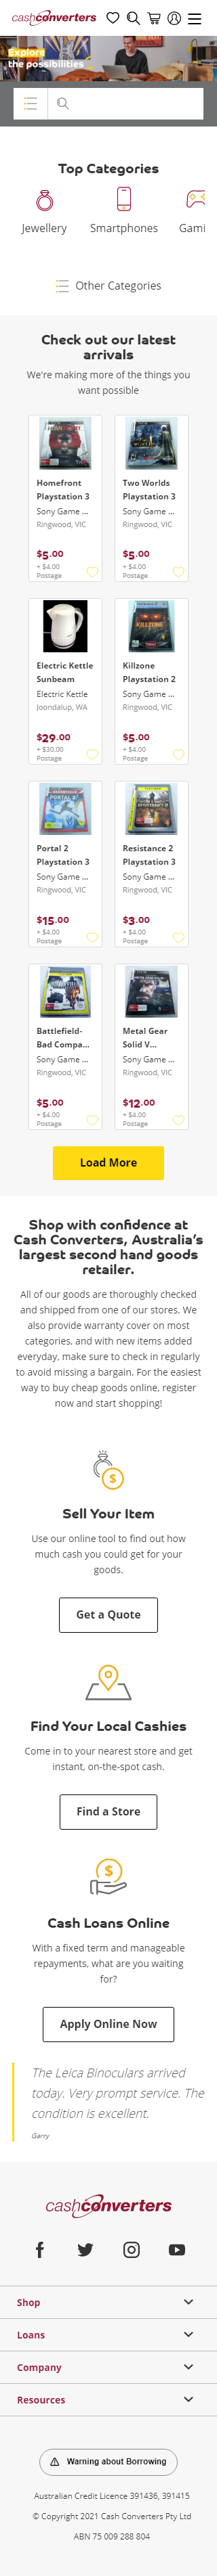 cashconverters
Explore
the possibilities
Top Categories
Jewellery
Smartphones
Gami
Other Categories
Check out our latest
arrivals
We're making more of the things you
want possible
HOMEFRONT
Homefront
Playstation 3
Sony Game ...
Ringwood, VIC
$5.00
+ $4.00
Postage
Two Worlds
Playstation 3
Sony Game ...
Ringwood, VIC
$5.00
+ $4.00
Postage
Electric Kettle
Sunbeam
Electric Kettle
Joondalup, WA
$29.00
+ $30.00
Postage
KILLZONE
Killzone
Playstation 2
Sony Game ...
Ringwood, VIC
$5.00
+ $4.00
Postage
PORTAL 2
Portal 2
Playstation 3
Sony Game ...
Ringwood, VIC
$15.00
+ $4.00
Postage
Resistance 2
Playstation 3
Sony Game ...
Ringwood, VIC
$3.00
+ $4.00
Postage
Battlefield-
Bad Compa...
Sony Game ...
Ringwood, VIC
$5.00
+ $4.00
Postage
Metal Gear
Solid V...
Sony Game ...
Ringwood, VIC
$12.00
+ $4.00
Postage
Load More
Shop with confidence at
Cash Converters, Australia's
largest second hand goods
retailer.
All of our goods are thoroughly checked
and shipped from one of our stores. We
also provide warranty cover on most
categories, and with new items added
everyday, make sure to check in regularly
to avoid missing a bargain. For the easiest
way to buy cheap goods online, register
now and start shopping!
Sell Your Item
Use our online tool to find out how
much cash you could get for your
goods.
Get a Quote
Find Your Local Cashies
Come in to your nearest store and get
instant, on-the-spot cash.
Find a Store
Cash Loans Online
With a fixed term and manageable
repayments, what are you waiting
for?
Apply Online Now
The Leica Binoculars arrived
today. Very prompt service. The
condition is excellent.
Garry
cashconverters
Shop
Loans
Company
Resources
Warning about Borrowing
Australian Credit Licence 391436, 391415
© Copyright 2021 Cash Converters Pty Ltd
ABN 75 009 288 804